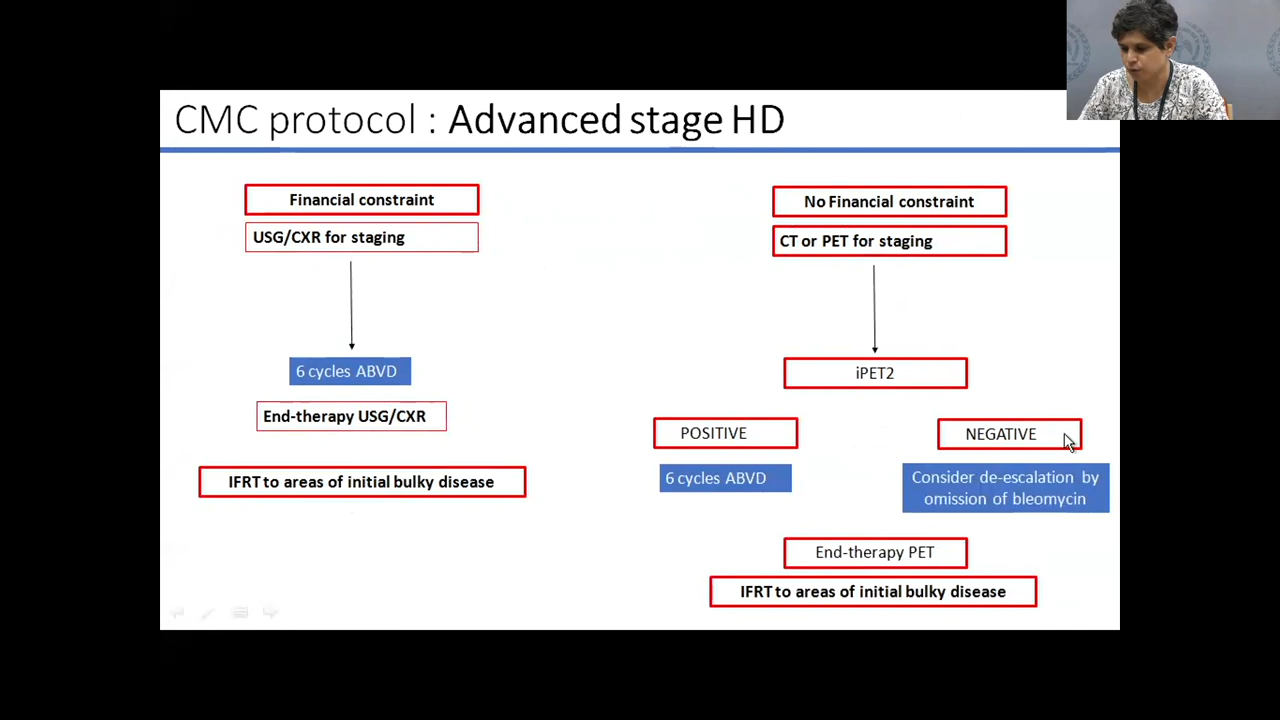 CMC protocol : Advanced stage HD
Financial constraint
USG/CXR for staging
6 cycles ABVD
End-therapy USG/CXR
IFRT to areas of initial bulky disease
No Financial constraint
CT or PET for staging
iPET2
POSITIVE
6 cycles ABVD
NEGATIVE
Consider de-escalation by
omission of bleomycin
End-therapy PET
IFRT to areas of initial bulky disease